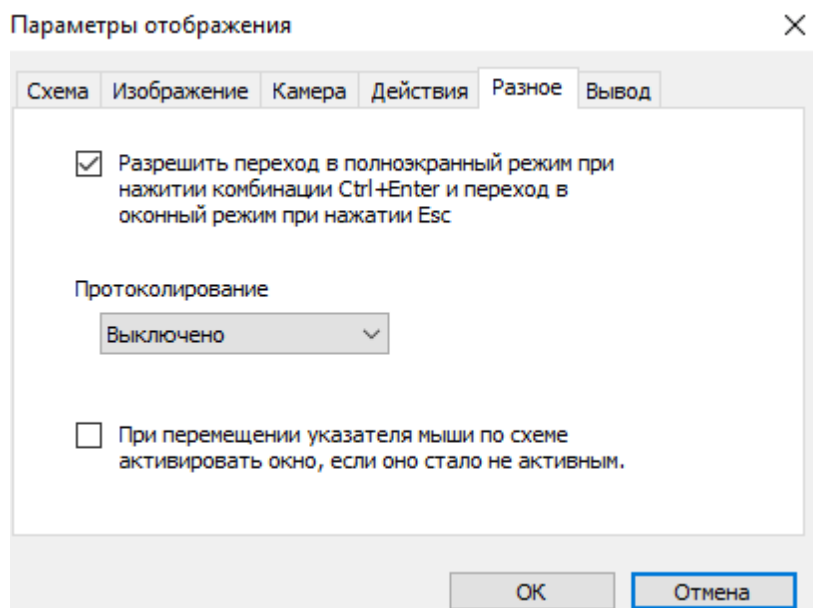 Параметры отображения
Схема Изображение Камера Действия Разное Вывод
Разрешить переход в полноэкранный режим при
нажитии комбинации Ctrl+Enter и переход в
оконный режим при нажатии Esc
Протоколирование
Выключено
При перемещении указателя мыши по схеме
активировать окно, если оно стало не активным.
ОК Отмена